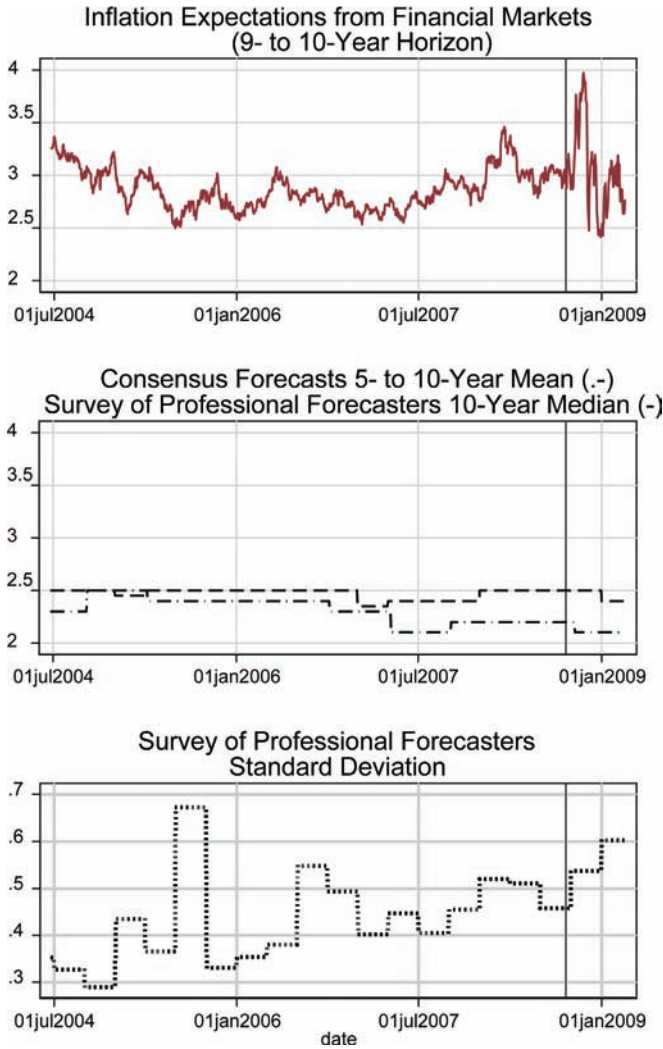 Inflation Expectations from Financial Markets
(9- to 10-Year Horizon)
4
3.5
3
2.5
2
01jul2004 01jan2006 01jul2007 01jan2009
Consensus Forecasts 5- to 10-Year Mean (.-)
Survey of Professional Forecasters 10-Year Median (-)
4
3.5
3
2.5
2
01jul2004 01jan2006 01jul2007 01jan2009
Survey of Professional Forecasters
Standard Deviation
.7
.6
.5
.4
.3
01jul2004 01jan2006 01jul2007 01jan2009
date